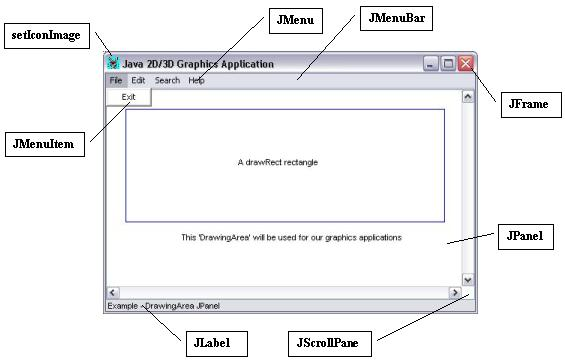 JMenu
JMenuBar
setIconImage
Java 2D/3D Graphics Application
File Edit Search Help
Exit
JFrame
JMenuItem
A drawRect rectangle
This 'DrawingArea' will be used for our graphics applications
JPanel
Example - DrawingArea JPanel
JLabel
JScrollPane